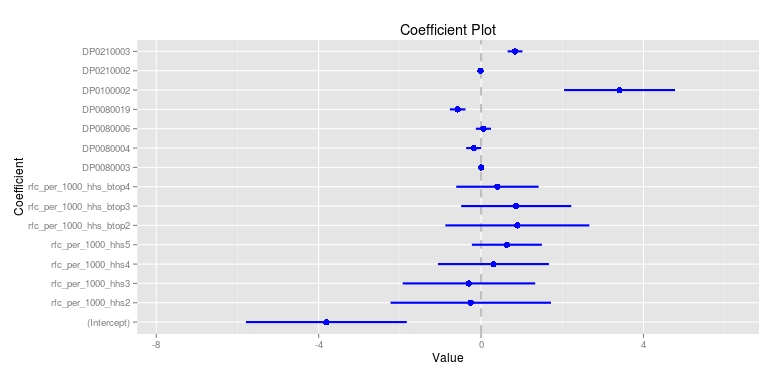 Coefficient Plot
Coefficient
DP0210003
DP0210002
DP0100002
DP0080019
DP0080006
DP0080004
DP0080003
rfc_per_1000_hhs_btop4
rfc_per_1000_hhs_btop3
rfc_per_1000_hhs_btop2
rfc_per_1000_hhs5
rfc_per_1000_hhs4
rfc_per_1000_hhs3
rfc_per_1000_hhs2
(Intercept)
-8 -4 0 4
Value